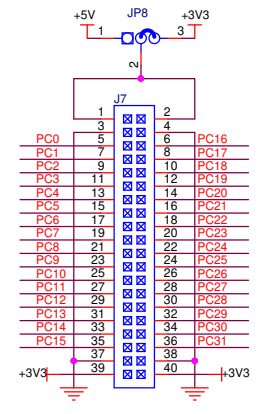 +5V JP8 +3V3
1 3
2
J7
1 2
3 4
PC0 5 6 PC16
PC1 7 8 PC17
PC2 9 10 PC18
PC3 11 12 PC19
PC4 13 14 PC20
PC5 15 16 PC21
PC6 17 18 PC22
PC7 19 20 PC23
PC8 21 22 PC24
PC9 23 24 PC25
PC10 25 26 PC26
PC11 27 28 PC27
PC12 29 30 PC28
PC13 31 32 PC29
PC14 33 34 PC30
PC15 35 36 PC31
37 38
+3V3 39 40 +3V3